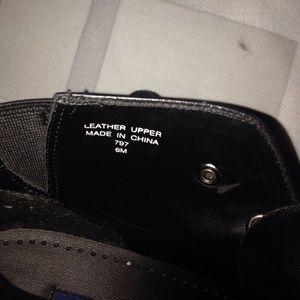 LEATHER UPPER
MADE IN CHINA
797
6M